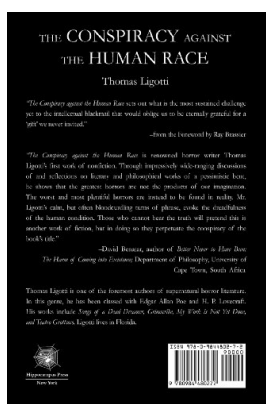 THE CONSPIRACY AGAINST
THE HUMAN RACE
Thomas Ligotti
"The Conspiracy against the Human Race sets out what is the most sustained challenge
yet to the intellectual blackmail that would oblige us to be eternally grateful for a
'gift' we never invited."
–from the Foreword by Ray Brassier
"The Conspiracy against the Human Race is renowned horror writer Thomas
Ligotti's first work of nonfiction. Through impressively wide-ranging discussions
of and reflections on literary and philosophical works of a pessimistic bent,
he shows that the greatest horrors are not the products of our imagination.
The worst and most plentiful horrors are instead to be found in reality. Mr.
Ligotti's calm, but often bloodcurdling turns of phrase, evoke the dreadfulness
of the human condition. Those who cannot bear the truth will pretend this is
another work of fiction, but in doing so they perpetuate the conspiracy of the
book's title."
–David Benatar, author of Better Never to Have Been:
The Harm of Coming into Existence; Department of Philosophy, University of
Cape Town, South Africa
Thomas Ligotti is one of the foremost authors of supernatural horror literature.
In this genre, he has been classed with Edgar Allan Poe and H. P. Lovecraft.
His works include Songs of a Dead Dreamer, Grimscribe, My Work Is Not Yet Done,
and Teatro Grottesco. Ligotti lives in Florida.
Hippocampus Press
New York
90000